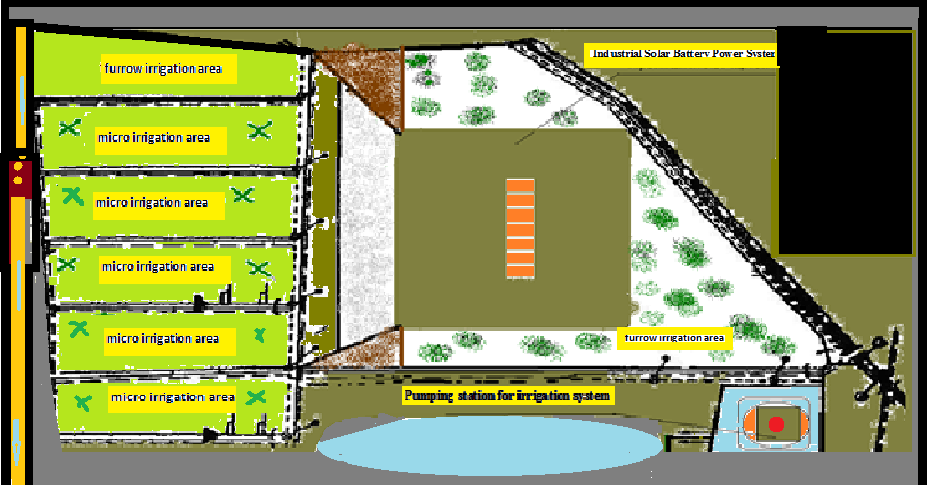 Industrial Solar Battery Power System
furrow irrigation area
micro irrigation area
micro irrigation area
micro irrigation area
micro irrigation area
furrow irrigation area
micro irrigation area
Pumping station for irrigation system